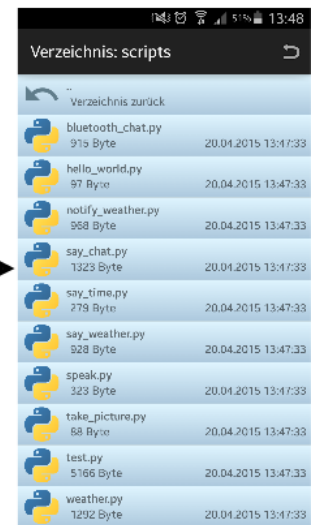 51% 13:48
Verzeichnis: scripts
..
Verzeichnis zurück
bluetooth_chat.py
915 Byte 20.04.2015 13:47:33
hello_world.py
97 Byte 20.04.2015 13:47:33
notify_weather.py
968 Byte 20.04.2015 13:47:33
say_chat.py
1323 Byte 20.04.2015 13:47:33
say_time.py
279 Byte 20.04.2015 13:47:33
say_weather.py
928 Byte 20.04.2015 13:47:33
speak.py
323 Byte 20.04.2015 13:47:33
take_picture.py
88 Byte 20.04.2015 13:47:33
test.py
5166 Byte 20.04.2015 13:47:33
weather.py
1292 Byte 20.04.2015 13:47:33